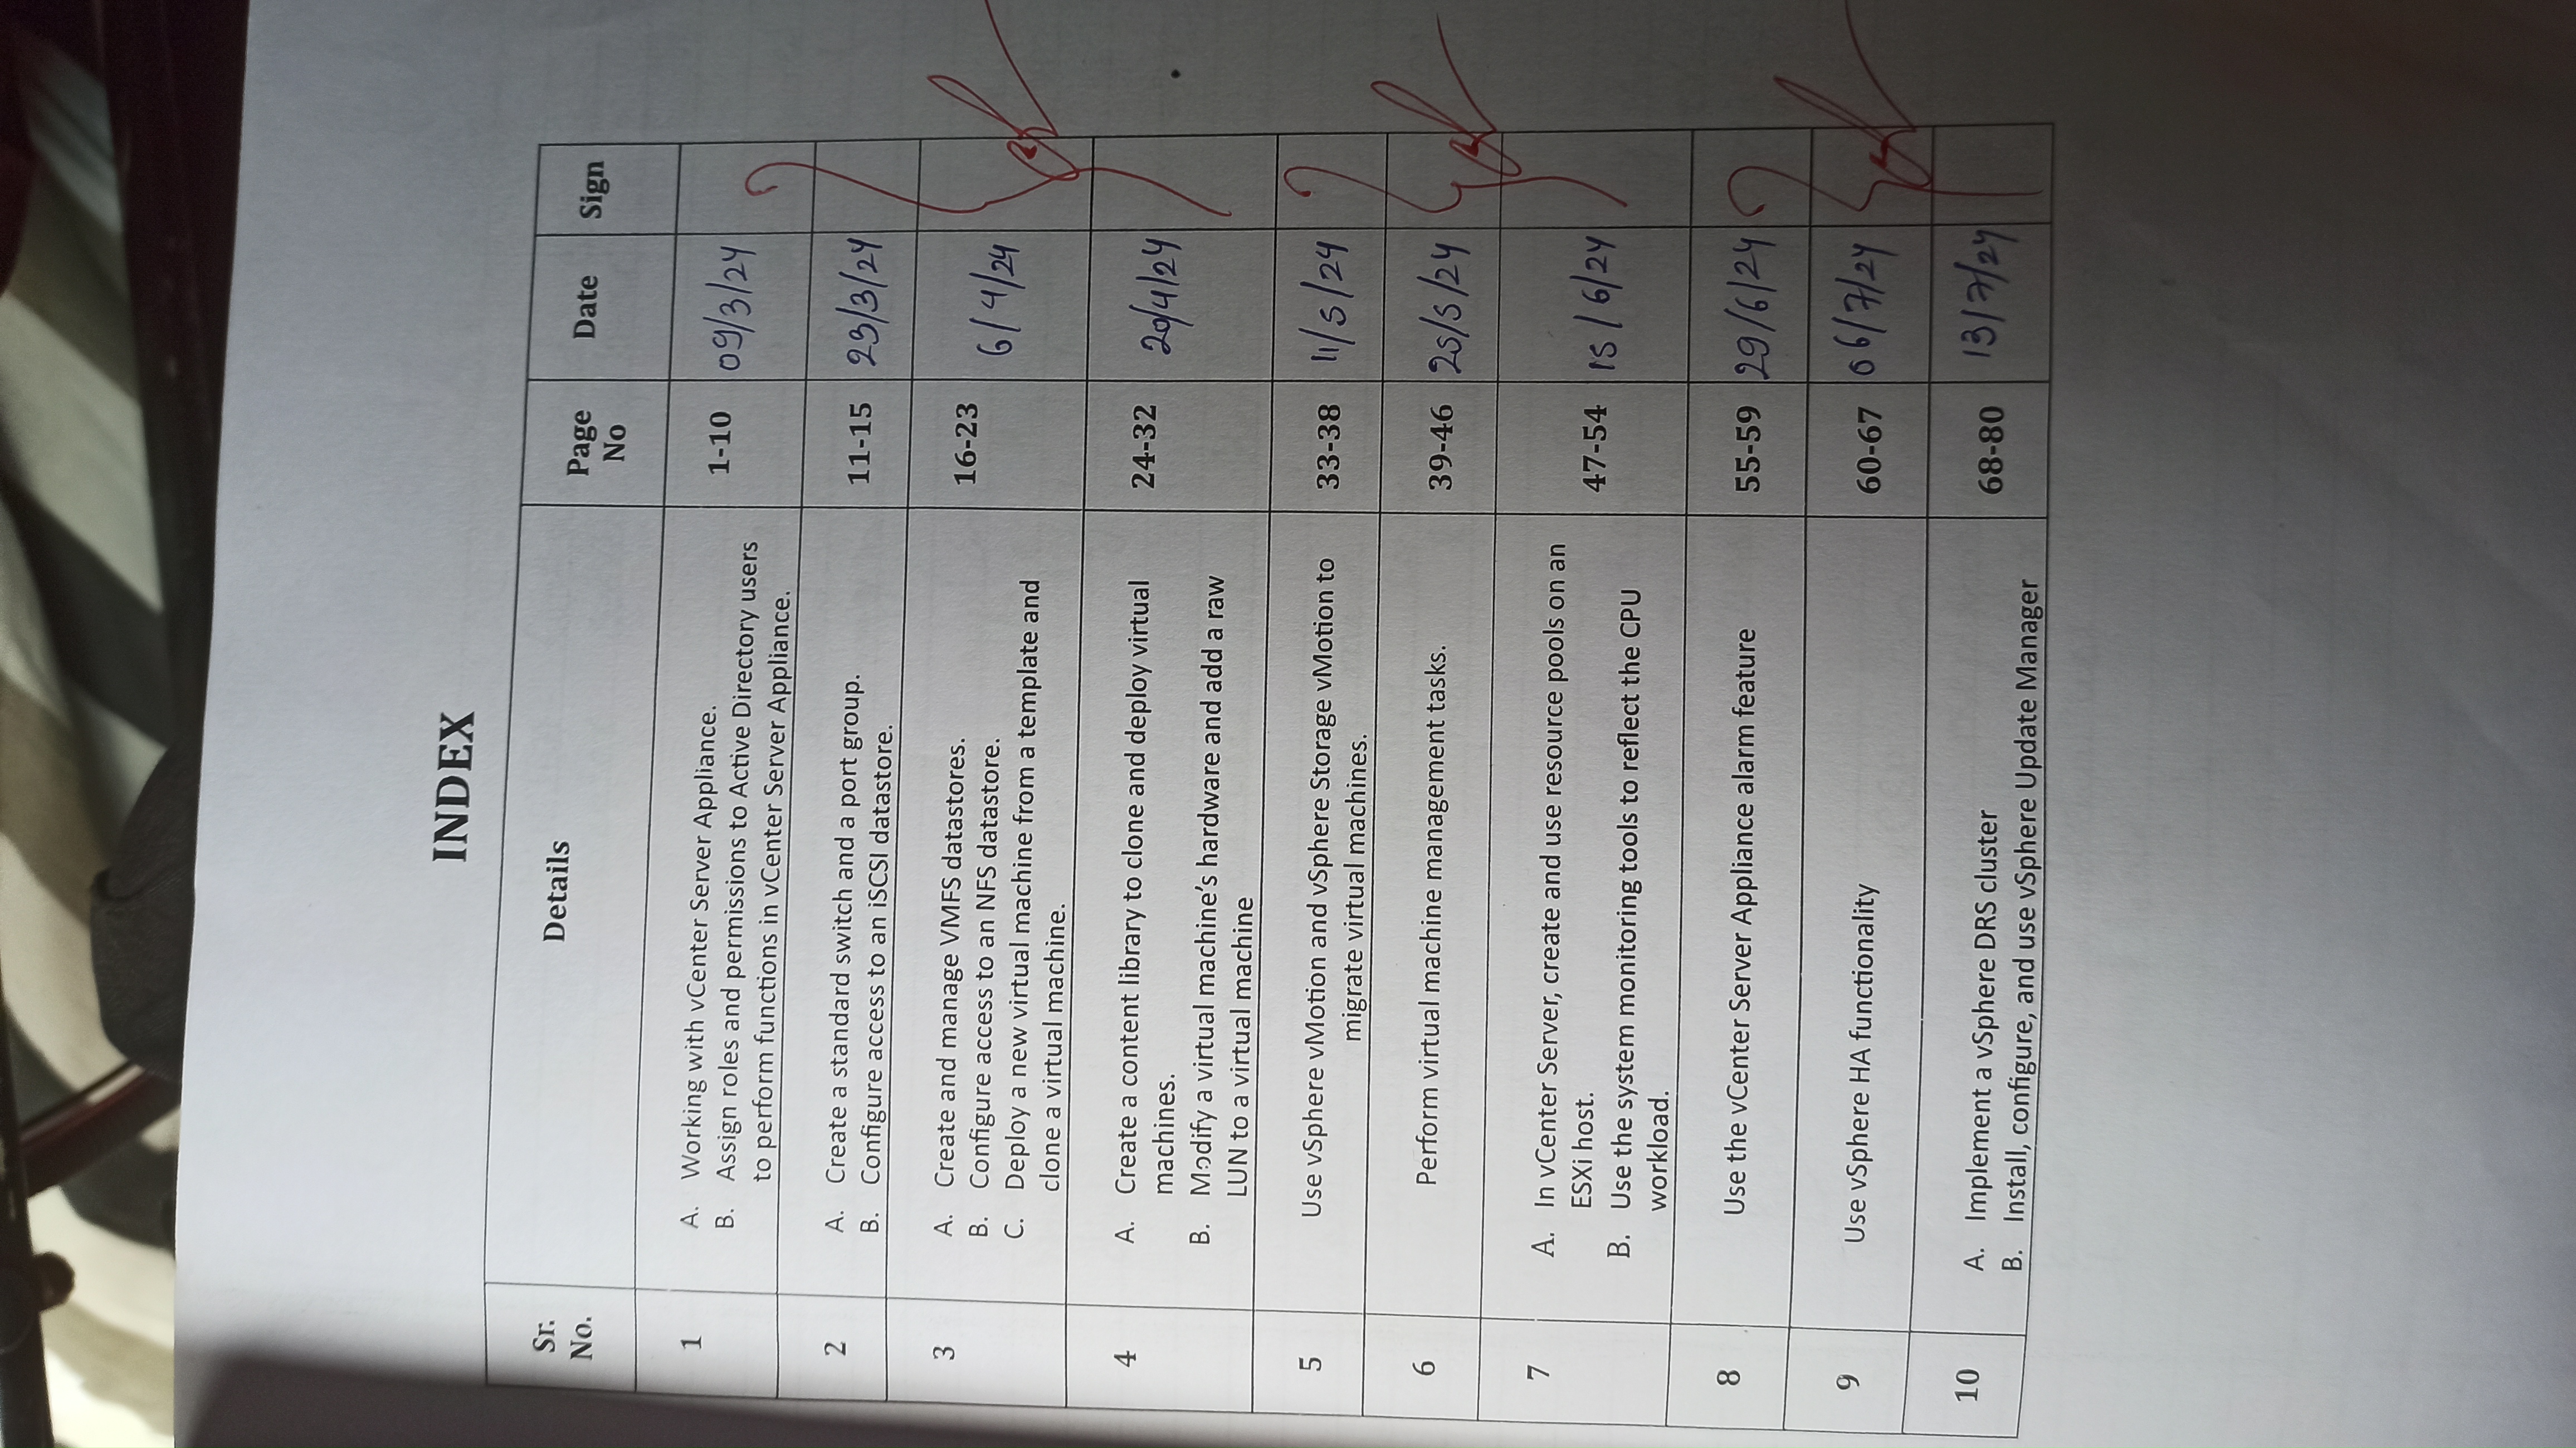 INDEX
Sr. No. Details Page No Date Sign
1 A. Working with vCenter Server Appliance. 1-10 09/3/24
B. Assign roles and permissions to Active Directory users
to perform functions in vCenter Server Appliance.
2 A. Create a standard switch and a port group. 11-15 23/3/24
B. Configure access to an iSCSI datastore.
3 A. Create and manage VMFS datastores. 16-23 6/4/24
B. Configure access to an NFS datastore.
C. Deploy a new virtual machine from a template and
clone a virtual machine.
4 A. Create a content library to clone and deploy virtual 24-32 20/4/24
machines.
B. Modify a virtual machine’s hardware and add a raw
LUN to a virtual machine
5 Use vSphere vMotion and vSphere Storage vMotion to 33-38 11/5/24
migrate virtual machines.
6 Perform virtual machine management tasks. 39-46 25/5/24
7 A. In vCenter Server, create and use resource pools on an 47-54 15/6/24
ESXi host.
B. Use the system monitoring tools to reflect the CPU
workload.
8 Use the vCenter Server Appliance alarm feature 55-59 29/6/24
9 Use vSphere HA functionality 60-67 06/7/24
10 A. Implement a vSphere DRS cluster 68-80 13/7/24
B. Install, configure, and use vSphere Update Manager